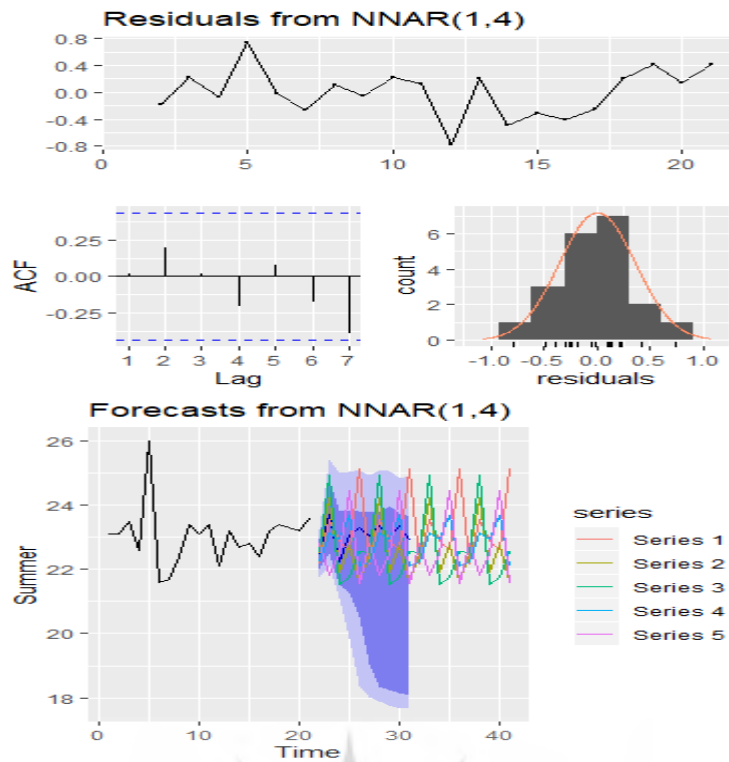 Residuals from NNAR(1,4)
0.8
0.4
0.0
-0.4
-0.8
0 5 10 15 20
ACF
0.25
0.00
-0.25
1 2 3 4 5 6 7
Lag
count
6
4
2
0
-1.0 -0.5 0.0 0.5 1.0
residuals
Forecasts from NNAR(1,4)
Summer
26
24
22
20
18
0 10 20 30 40
Time
series
Series 1
Series 2
Series 3
Series 4
Series 5